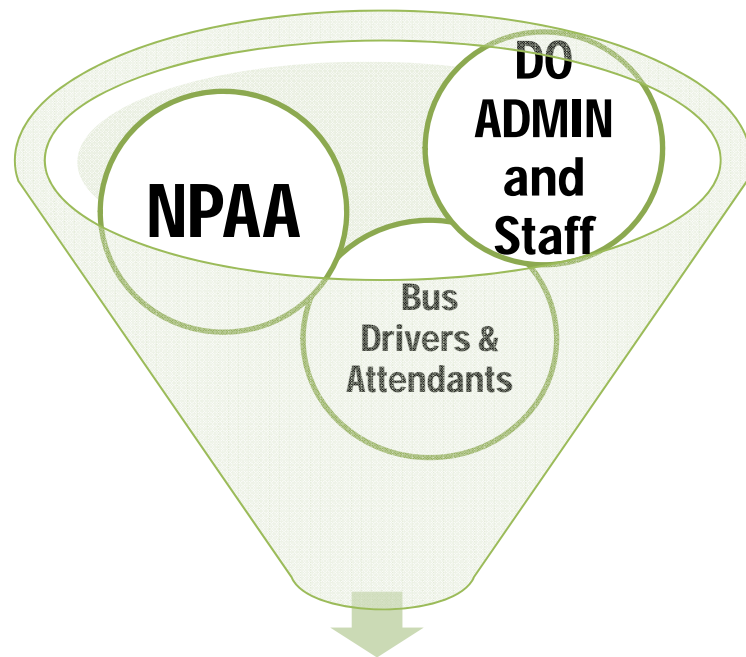 NPAA
DO
ADMIN
and
Staff
Bus
Drivers &
Attendants